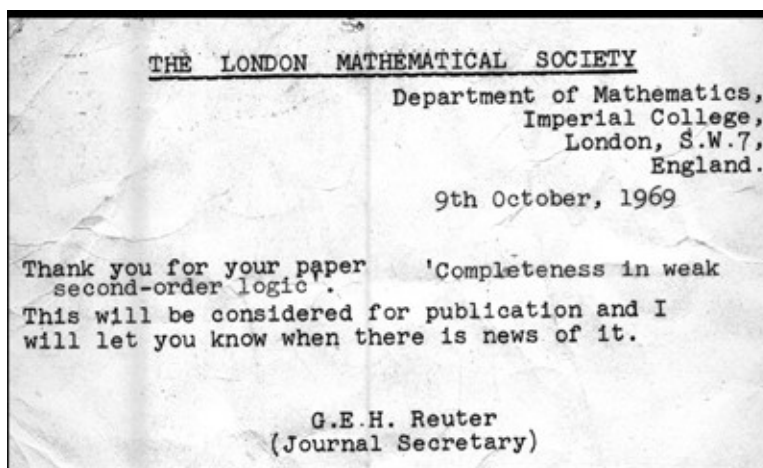 THE LONDON MATHEMATICAL SOCIETY
Department of Mathematics,
Imperial College,
London, S.W.7,
England.
9th October, 1969
Thank you for your paper 'Completeness in weak
second-order logic'.
This will be considered for publication and I
will let you know when there is news of it.
G.E.H. Reuter
(Journal Secretary)